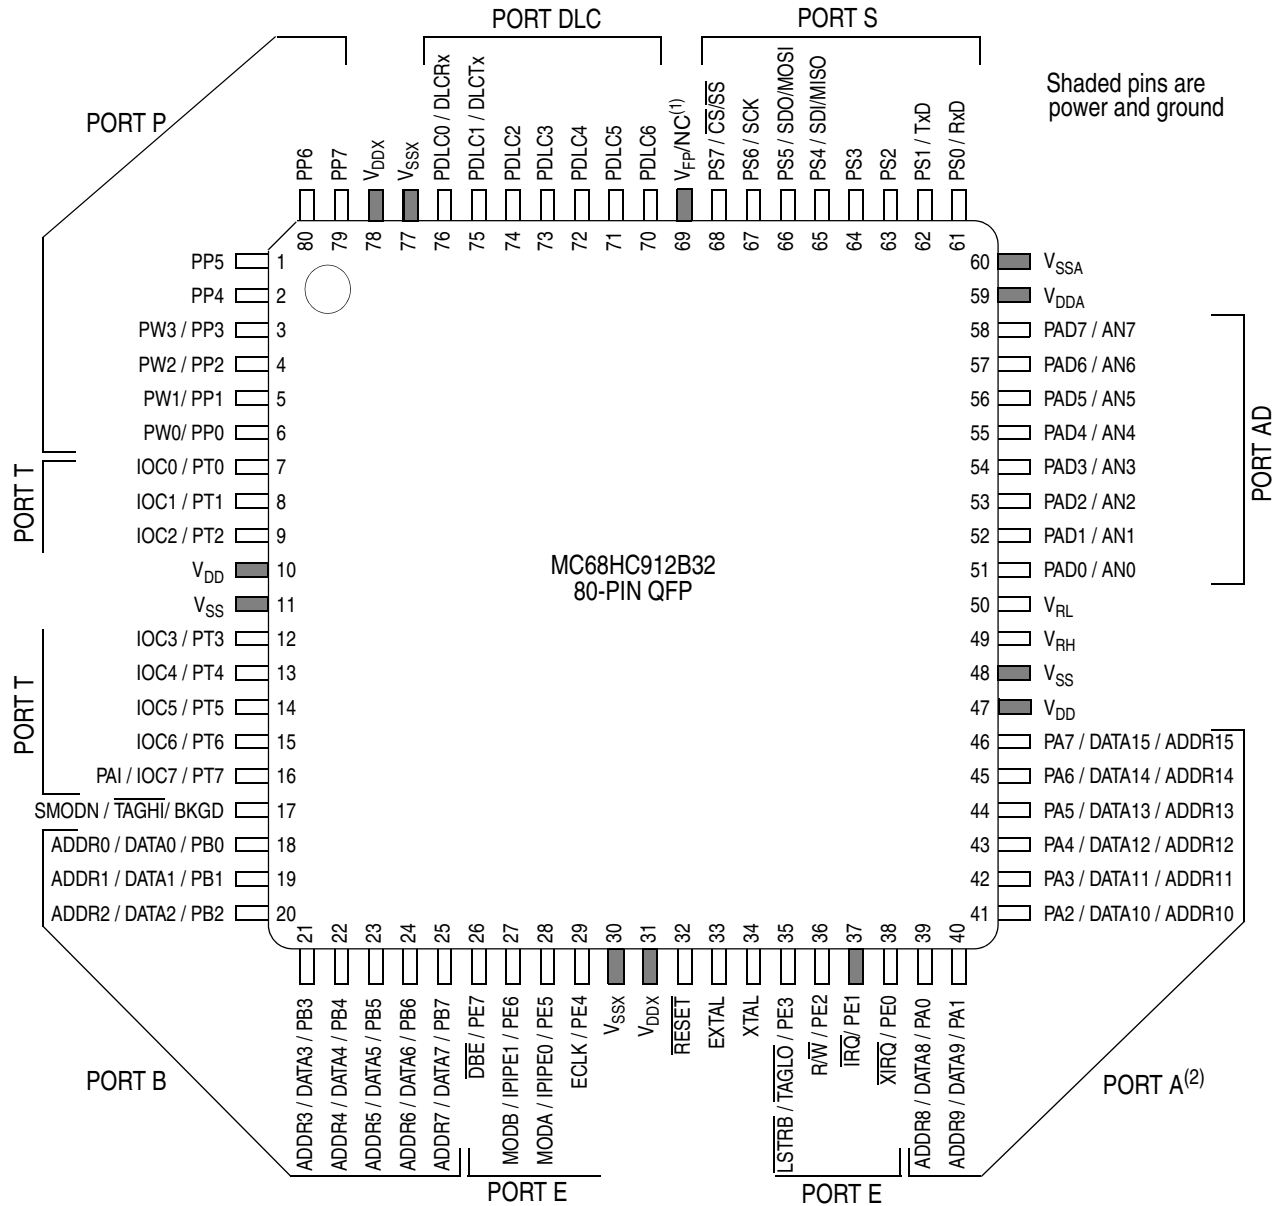 PORT DLC
PORT S
Shaded pins are
power and ground
PORT P
PP6
PP7
VDDX
VSSX
PDLC0 / DLCRx
PDLC1 / DLCTx
PDLC2
PDLC3
PDLC4
PDLC5
PDLC6
VFP/NC(1)
PS7 / CS/SS
PS6 / SCK
PS5 / SDO/MOSI
PS4 / SDI/MISO
PS3
PS2
PS1 / TxD
PS0 / RxD
80
79
78
77
76
75
74
73
72
71
70
69
68
67
66
65
64
63
62
61
PP5 1
PP4 2
PW3 / PP3 3
PW2 / PP2 4
PW1/ PP1 5
PW0/ PP0 6
PORT T
IOC0 / PT0 7
IOC1 / PT1 8
IOC2 / PT2 9
VDD 10
VSS 11
PORT T
IOC3 / PT3 12
IOC4 / PT4 13
IOC5 / PT5 14
IOC6 / PT6 15
PAI / IOC7 / PT7 16
SMODN / TAGHI/ BKGD 17
ADDR0 / DATA0 / PB0 18
ADDR1 / DATA1 / PB1 19
ADDR2 / DATA2 / PB2 20
MC68HC912B32
80-PIN QFP
60 VSSA
59 VDDA
58 PAD7 / AN7
57 PAD6 / AN6
56 PAD5 / AN5
55 PAD4 / AN4
54 PAD3 / AN3
53 PAD2 / AN2
52 PAD1 / AN1
51 PAD0 / AN0
PORT AD
50 VRL
49 VRH
48 VSS
47 VDD
46 PA7 / DATA15 / ADDR15
45 PA6 / DATA14 / ADDR14
44 PA5 / DATA13 / ADDR13
43 PA4 / DATA12 / ADDR12
42 PA3 / DATA11 / ADDR11
41 PA2 / DATA10 / ADDR10
21
22
23
24
25
26
27
28
29
30
31
32
33
34
35
36
37
38
39
40
ADDR3 / DATA3 / PB3
ADDR4 / DATA4 / PB4
ADDR5 / DATA5 / PB5
ADDR6 / DATA6 / PB6
ADDR7 / DATA7 / PB7
DBE / PE7
MODB / IPIPE1 / PE6
MODA / IPIPE0 / PE5
ECLK / PE4
VSSX
VDDX
RESET
EXTAL
XTAL
LSTRB / TAGLO / PE3
R/W / PE2
IRQ/ PE1
XIRQ / PE0
ADDR8 / DATA8 / PA0
ADDR9 / DATA9 / PA1
PORT B
PORT A(2)
PORT E
PORT E